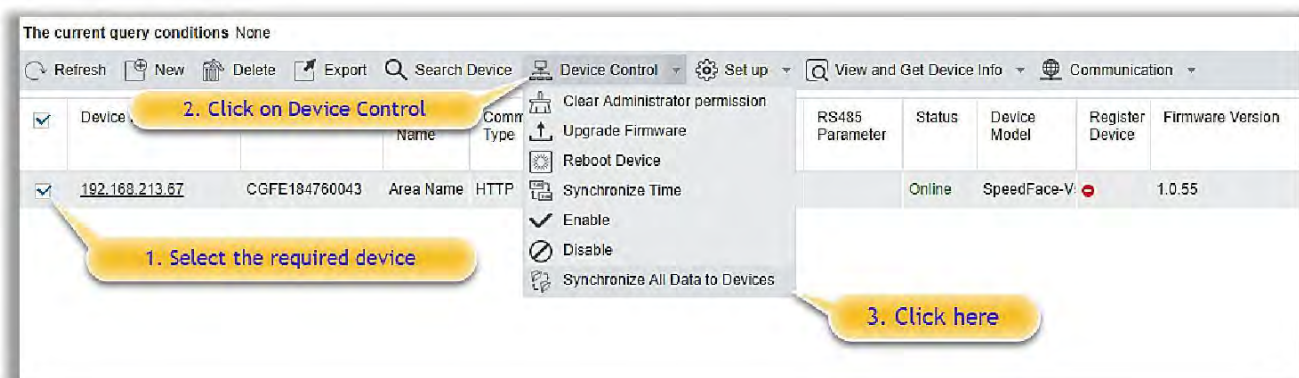 The current query conditions None
Refresh New Delete Export Search Device Device Control Set up View and Get Device Info Communication
2. Click on Device Control
Clear Administrator permission
Device
Name
Comm
Type
RS485
Parameter
Status
Device
Model
Register
Device
Firmware Version
Upgrade Firmware
Reboot Device
192.168.213.67 CGFE184760043 Area Name HTTP Synchronize Time Online SpeedFace-V 1.0.55
Enable
1. Select the required device
Disable
Synchronize All Data to Devices
3. Click here